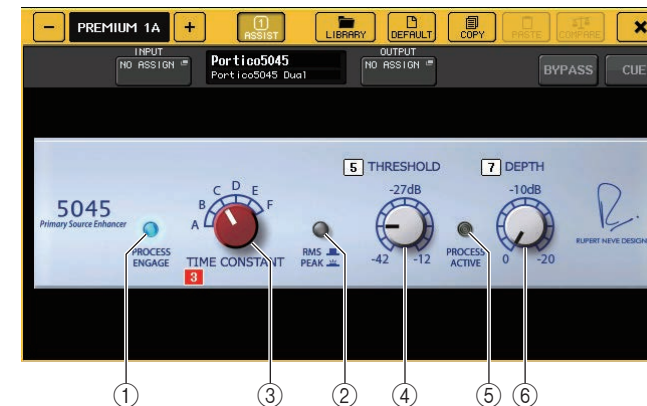 − PREMIUM 1A +
1 ASSIST LIBRARY DEFAULT COPY PASTE COMPARE ×
INPUT
NO ASSIGN
Portico5045
Portico5045 Dual
OUTPUT
NO ASSIGN
BYPASS CUE
5 THRESHOLD
7 DEPTH
-27dB
-10dB
5045
Primary Source Enhancer
A B C D E F
PROCESS ENGAGE
TIME CONSTANT
3
RMS
PEAK
-42 -12
PROCESS ACTIVE
0 -20
R.
RUPERT NEVE DESIGN
① ③ ② ④ ⑤ ⑥